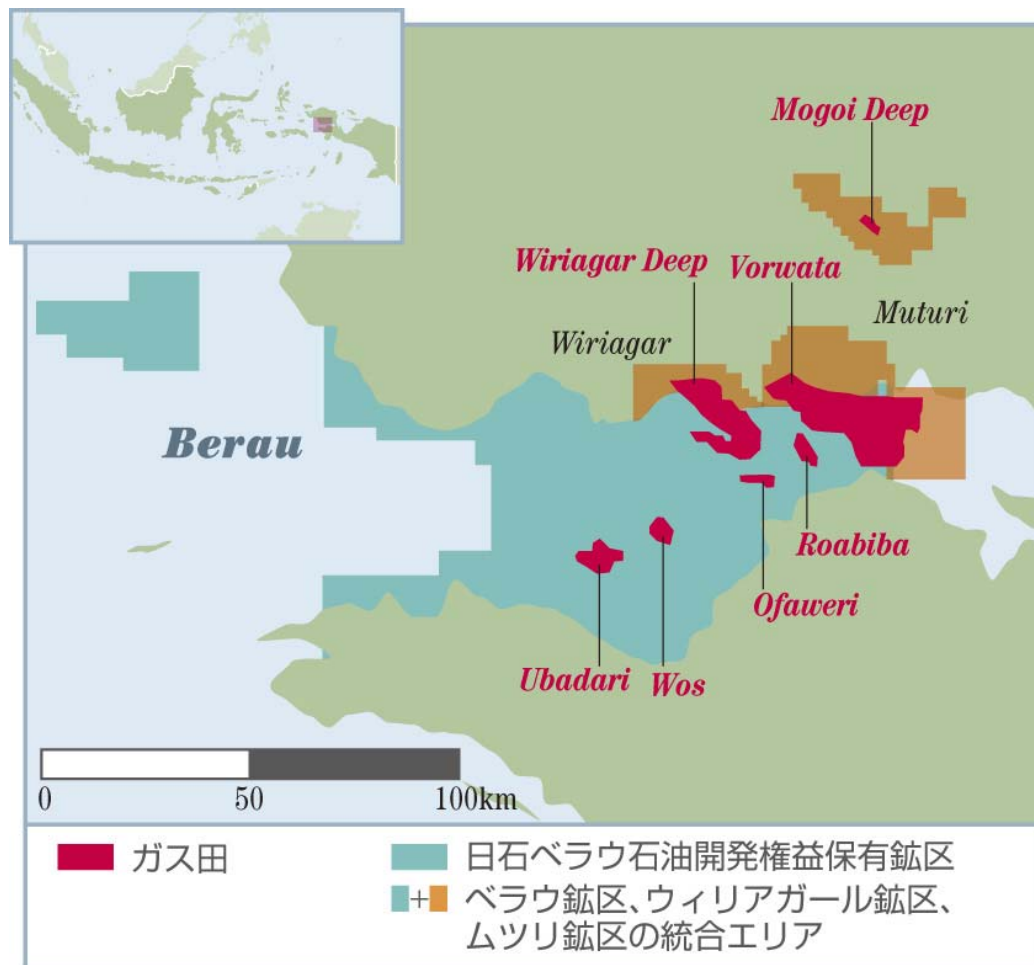 Mogoi Deep
Wiriagar Deep
Vorwata
Muturi
Wiriagar
Berau
Roabiba
Ofaweri
Ubadari
Wos
0
50
100km
ガス田
日石ベラウ石油開発権益保有鉱区
+
ベラウ鉱区、ウィリアガール鉱区、
ムツリ鉱区の統合エリア